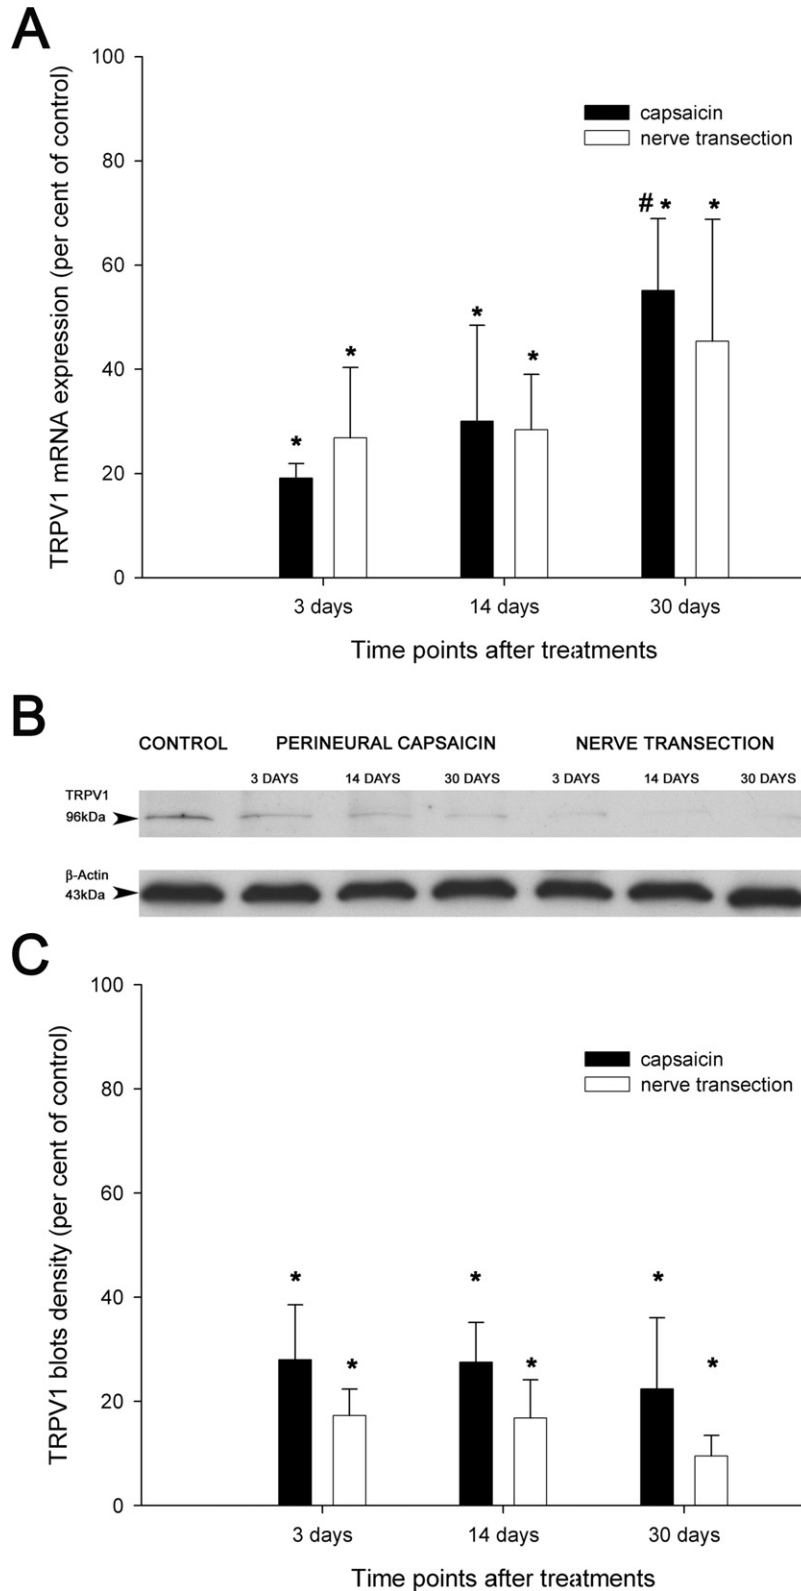 A
TRPV1 mRNA expression (per cent of control)
100
80
60
40
20
0
capsaicin
nerve transection
*
*
*
*
# *
*
3 days 14 days 30 days
Time points after treatments
B
CONTROL PERINEURAL CAPSAICIN NERVE TRANSECTION
3 DAYS 14 DAYS 30 DAYS 3 DAYS 14 DAYS 30 DAYS
TRPV1
96kDa
β-Actin
43kDa
C
TRPV1 blots density (per cent of control)
100
80
60
40
20
0
capsaicin
nerve transection
*
*
*
*
*
*
3 days 14 days 30 days
Time points after treatments